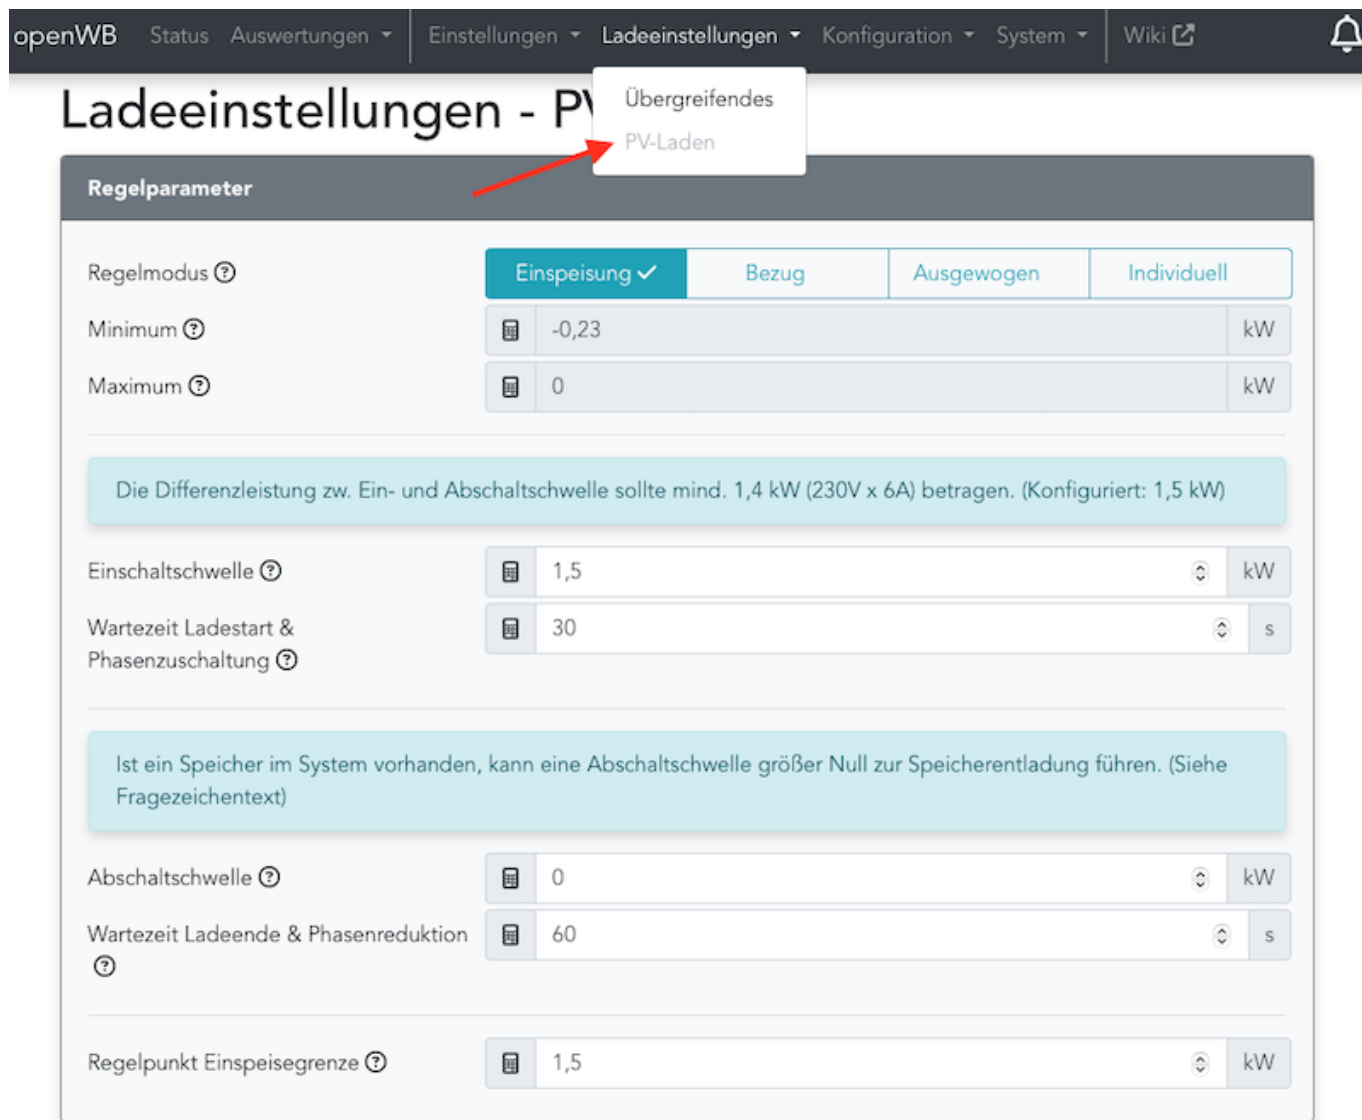 openWB Status Auswertungen Einstellungen Ladeeinstellungen Konfiguration System Wiki
Übergreifendes
PV-Laden
Ladeeinstellungen - P
Regelparameter
Regelmodus Einspeisung Bezug Ausgewogen Individuell
Minimum -0,23 kW
Maximum 0 kW
Die Differenzleistung zw. Ein- und Abschaltschwelle sollte mind. 1,4 kW (230V x 6A) betragen. (Konfiguriert: 1,5 kW)
Einschaltschwelle 1,5 kW
Wartezeit Ladestart & 30 s
Phasenzuschaltung
Ist ein Speicher im System vorhanden, kann eine Abschaltschwelle größer Null zur Speicherentladung führen. (Siehe
Fragezeichentext)
Abschaltschwelle 0 kW
Wartezeit Ladeende & Phasenreduktion 60 s
Regelpunkt Einspeisegrenze 1,5 kW